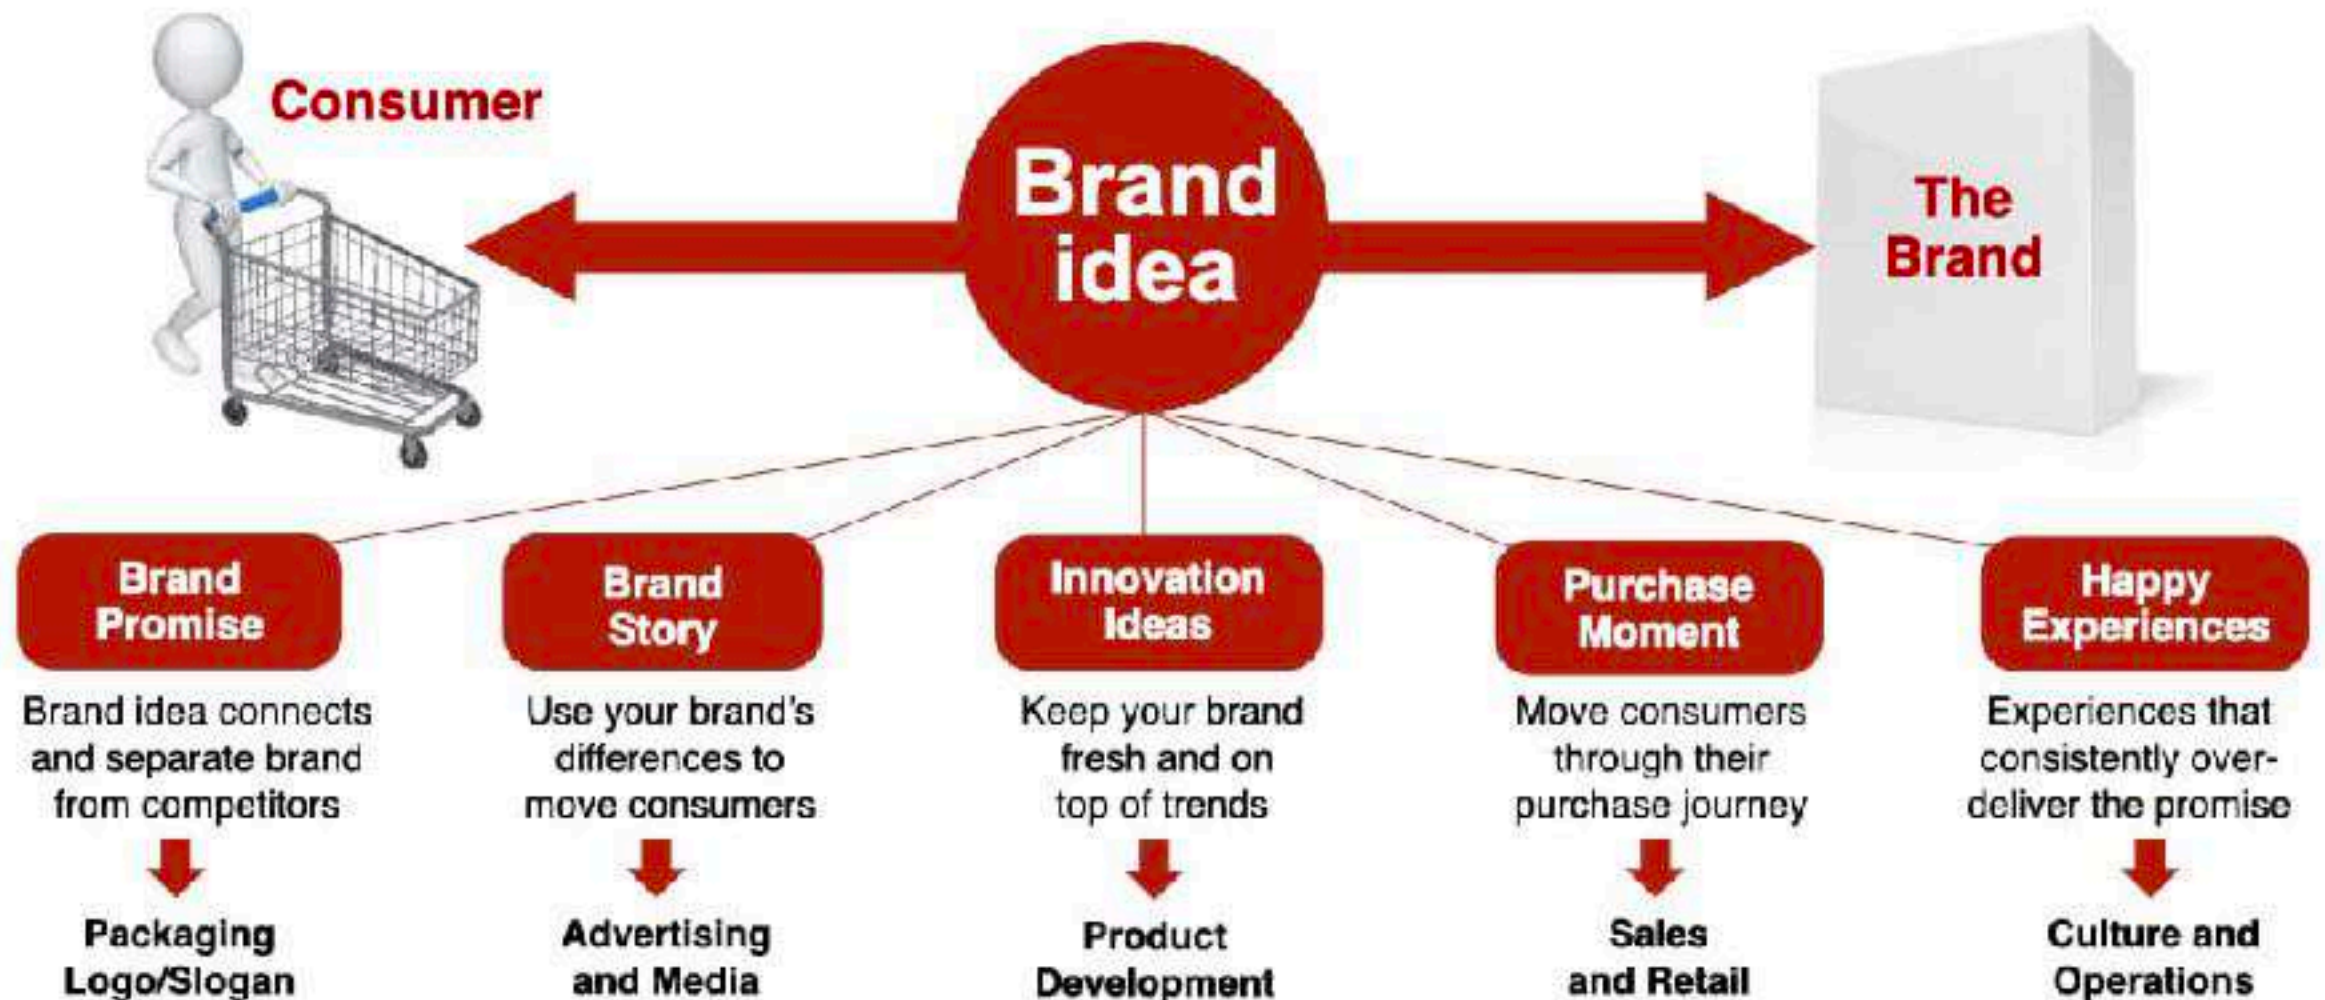 Consumer
Brand
idea
The
Brand
Brand
Promise
Brand idea connects
and separate brand
from competitors
Packaging
Logo/Slogan
Brand
Story
Use your brand's
differences to
move consumers
Advertising
and Media
Innovation
Ideas
Keep your brand
fresh and on
top of trends
Product
Development
Purchase
Moment
Move consumers
through their
purchase journey
Sales
and Retail
Happy
Experiences
Experiences that
consistently over-
deliver the promise
Culture and
Operations